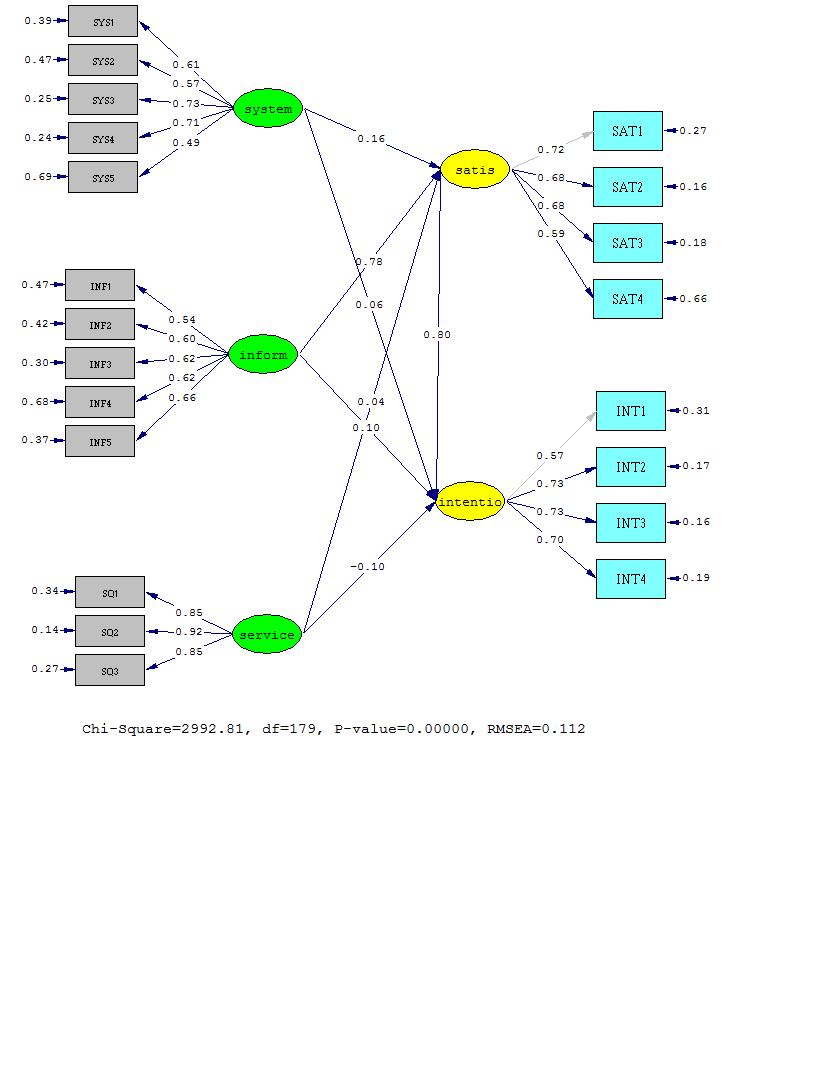 0.39 SYS1
0.47 SYS2
0.25 SYS3
0.24 SYS4
0.69 SYS5
0.61
0.57
0.73
0.71
0.49
system
0.47 INF1
0.42 INF2
0.30 INF3
0.68 INF4
0.37 INF5
0.54
0.60
0.62
0.62
0.66
inform
0.34 SQ1
0.14 SQ2
0.27 SQ3
0.85
0.92
0.85
service
0.16
0.78
0.06
0.80
0.04
0.10
-0.10
satis
intentio
0.72
0.68
0.68
0.59
SAT1 0.27
SAT2 0.16
SAT3 0.18
SAT4 0.66
0.57
0.73
0.73
0.70
INT1 0.31
INT2 0.17
INT3 0.16
INT4 0.19
Chi-Square=2992.81, df=179, P-value=0.00000, RMSEA=0.112